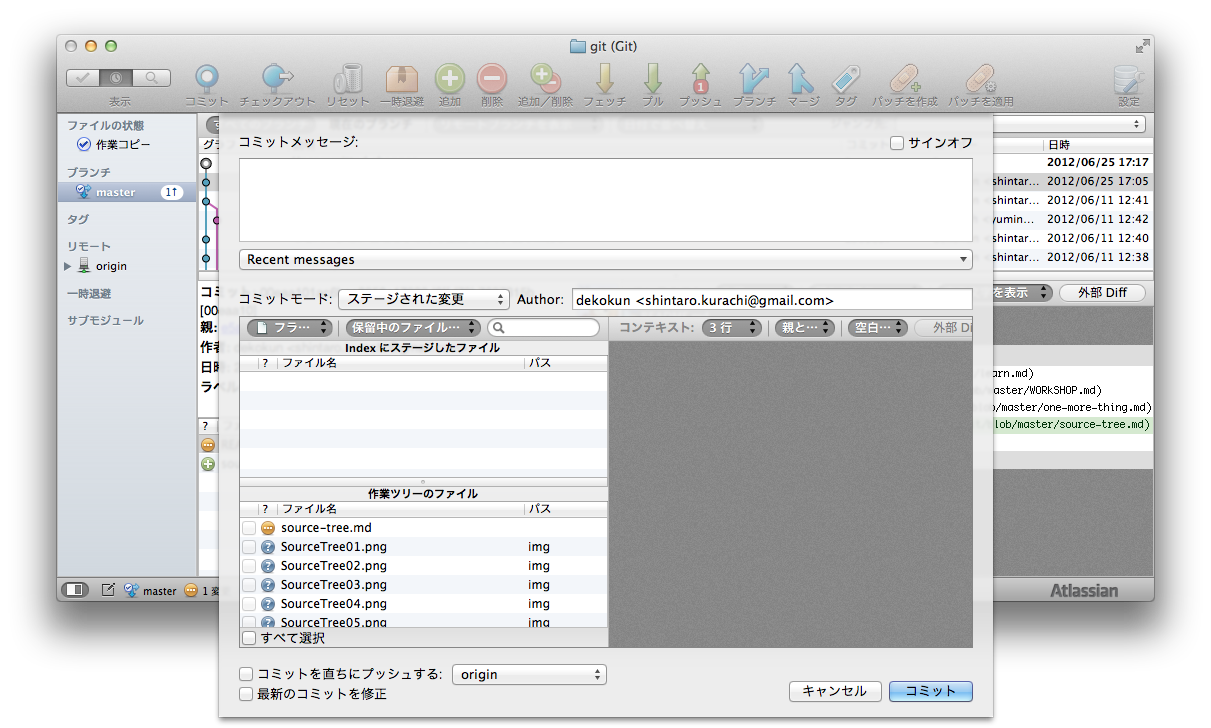 git (Git)
表示
コミット
チェックアウト
リセット
一時退避
追加
削除
追加/削除
フェッチ
プル
1
プッシュ
ブランチ
マージ
タグ
パッチを作成
パッチを適用
設定
ファイルの状態
作業コピー
ブランチ
master 1↑
タグ
リモート
origin
一時退避
サブモジュール
コミットメッセージ:
サインオフ
Recent messages
コミットモード: ステージされた変更 Author: dekokun <shintaro.kurachi@gmail.com>
フラ… 保留中のファイル… コンテキスト: 3 行 親と… 空白… 外部 Di
Index にステージしたファイル
? ファイル名 パス
作業ツリーのファイル
? ファイル名 パス
source-tree.md
SourceTree01.png img
SourceTree02.png img
SourceTree03.png img
SourceTree04.png img
SourceTree05.png img
すべて選択
コミットを直ちにプッシュする: origin
最新のコミットを修正
キャンセル コミット
日時
2012/06/25 17:17
shintar… 2012/06/25 17:05
shintar… 2012/06/11 12:41
yumin… 2012/06/11 12:42
shintar… 2012/06/11 12:40
shintar… 2012/06/11 12:38
を表示 外部 Diff
arn.md)
aster/WORkSHOP.md)
b/master/one-more-thing.md)
lob/master/source-tree.md)
グラ
コミ
[00
親:
作者
日時
ラベ
?
master 1 変
Atlassian